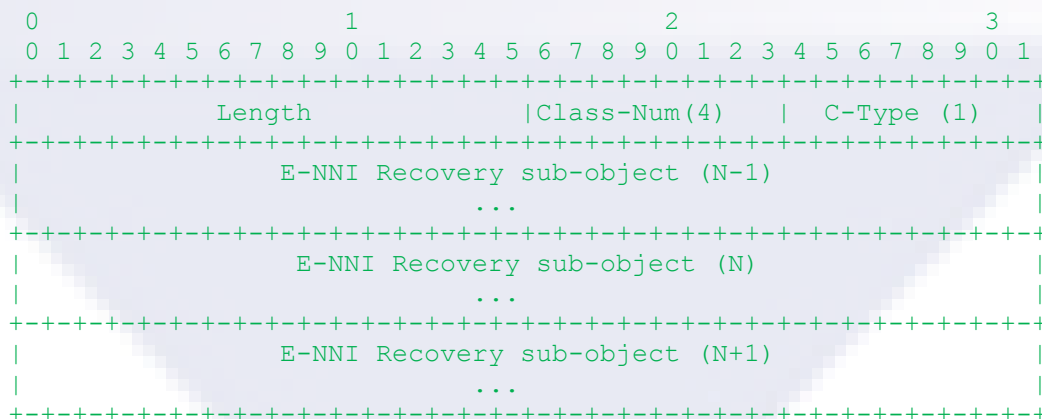 0                   1                   2                   3
0 1 2 3 4 5 6 7 8 9 0 1 2 3 4 5 6 7 8 9 0 1 2 3 4 5 6 7 8 9 0 1
+-+-+-+-+-+-+-+-+-+-+-+-+-+-+-+-+-+-+-+-+-+-+-+-+-+-+-+-+-+-+-+-+
|            Length             |Class-Num(4)   |  C-Type (1)   |
+-+-+-+-+-+-+-+-+-+-+-+-+-+-+-+-+-+-+-+-+-+-+-+-+-+-+-+-+-+-+-+-+
|                E-NNI Recovery sub-object (N-1)                |
|                            ...                                |
+-+-+-+-+-+-+-+-+-+-+-+-+-+-+-+-+-+-+-+-+-+-+-+-+-+-+-+-+-+-+-+-+
|                 E-NNI Recovery sub-object (N)                 |
|                            ...                                |
+-+-+-+-+-+-+-+-+-+-+-+-+-+-+-+-+-+-+-+-+-+-+-+-+-+-+-+-+-+-+-+-+
|                E-NNI Recovery sub-object (N+1)                |
|                            ...                                |
+-+-+-+-+-+-+-+-+-+-+-+-+-+-+-+-+-+-+-+-+-+-+-+-+-+-+-+-+-+-+-+-+